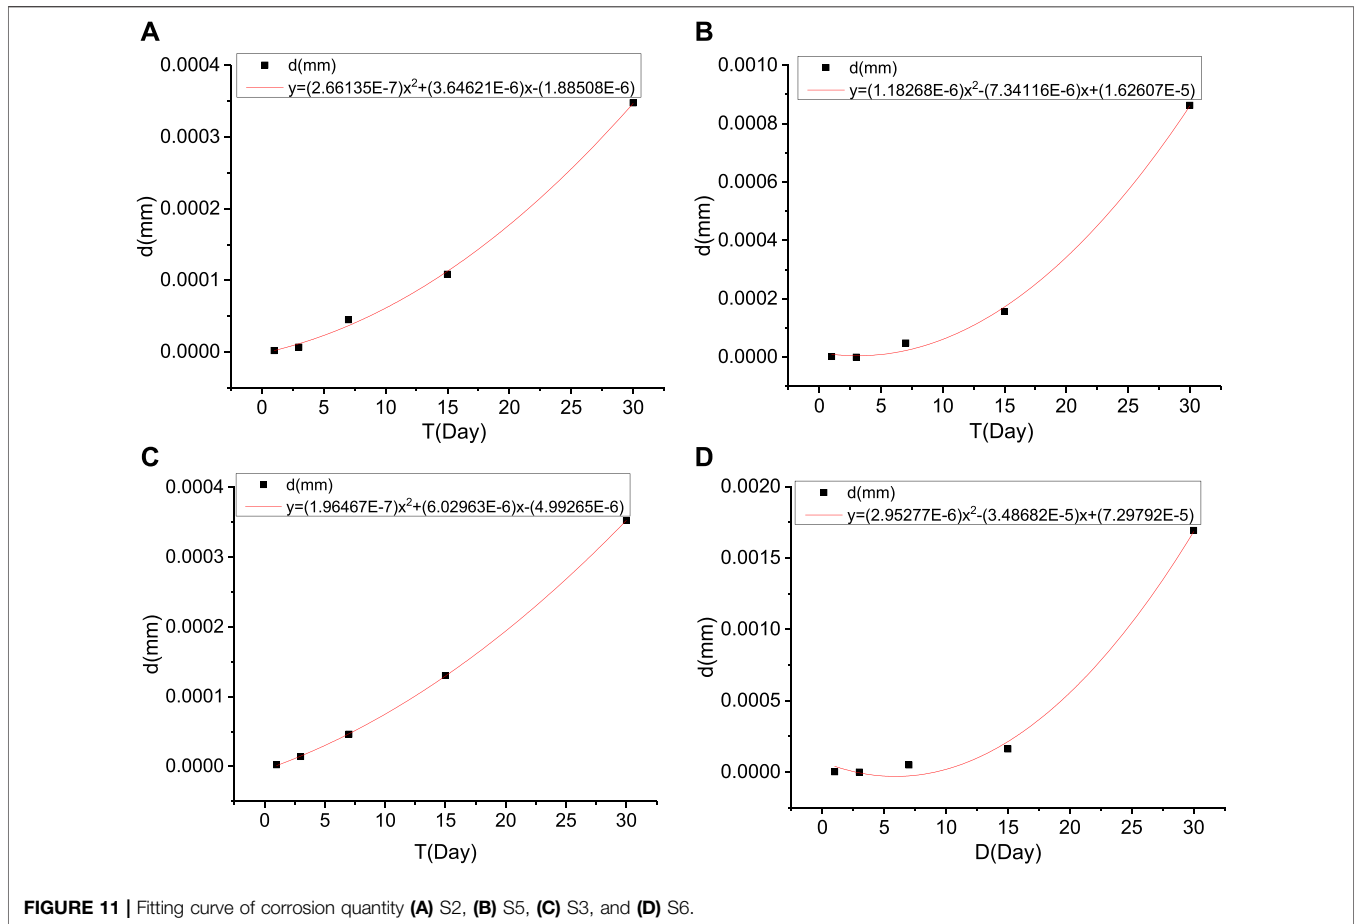 A
d(mm)
y=(2.66135E-7)x²+(3.64621E-6)x-(1.88508E-6)
0.0004
0.0003
0.0002
0.0001
0.0000
d(mm)
0 5 10 15 20 25 30
T(Day)
B
d(mm)
y=(1.18268E-6)x²-(7.34116E-6)x+(1.62607E-5)
0.0010
0.0008
0.0006
0.0004
0.0002
0.0000
d(mm)
0 5 10 15 20 25 30
T(Day)
C
d(mm)
y=(1.96467E-7)x²+(6.02963E-6)x-(4.99265E-6)
0.0004
0.0003
0.0002
0.0001
0.0000
d(mm)
0 5 10 15 20 25 30
T(Day)
D
d(mm)
y=(2.95277E-6)x²-(3.48682E-5)x+(7.29792E-5)
0.0020
0.0015
0.0010
0.0005
0.0000
d(mm)
0 5 10 15 20 25 30
D(Day)
FIGURE 11 | Fitting curve of corrosion quantity (A) S2, (B) S5, (C) S3, and (D) S6.